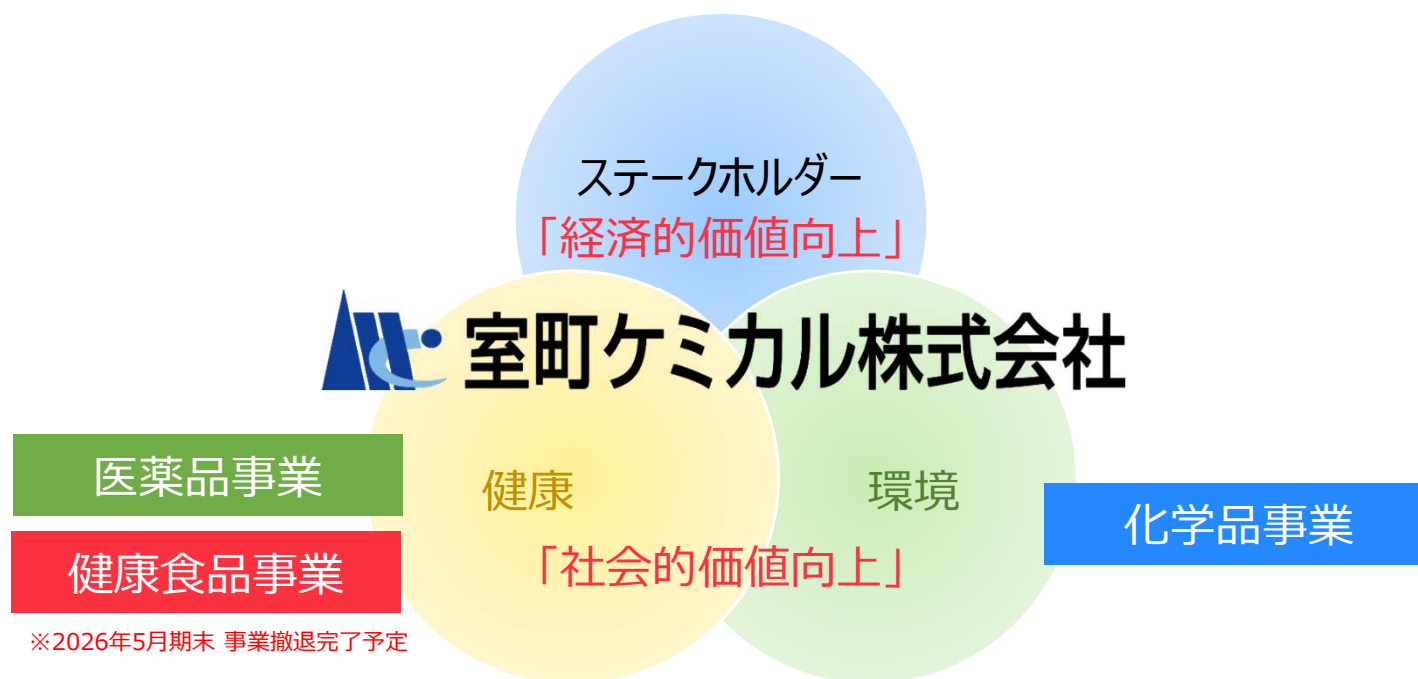 ステークホルダー
「経済的価値向上」
室町ケミカル株式会社
医薬品事業
健康食品事業
※2026年5月期末 事業撤退完了予定
健康
環境
「社会的価値向上」
化学品事業